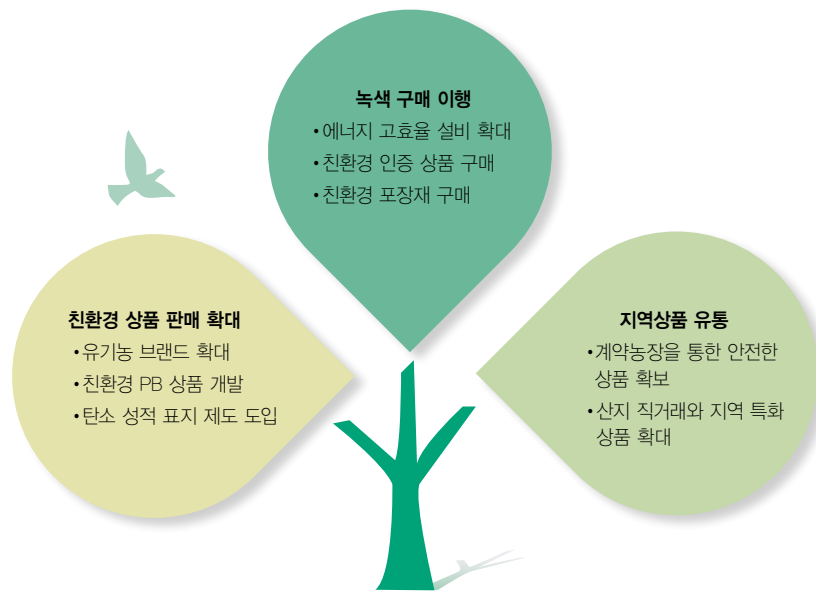 녹색 구매 이행
•에너지 고효율 설비 확대
•친환경 인증 상품 구매
•친환경 포장재 구매
친환경 상품 판매 확대
•유기농 브랜드 확대
•친환경 PB 상품 개발
•탄소 성적 표지 제도 도입
지역상품 유통
•계약농장을 통한 안전한
상품 확보
•산지 직거래와 지역 특화
상품 확대